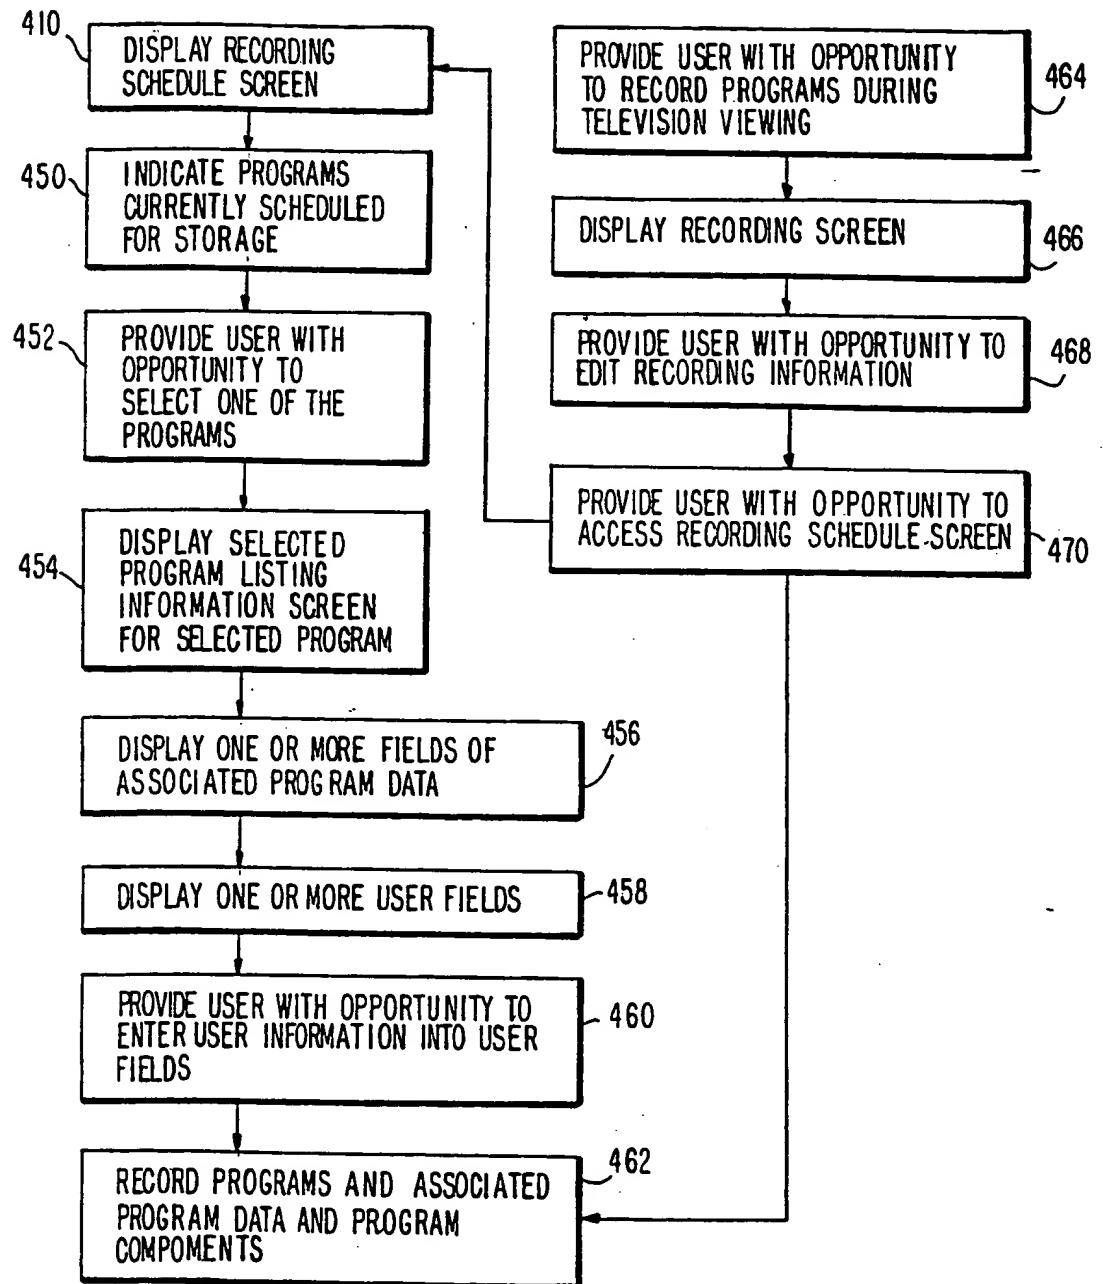 410
DISPLAY RECORDING
SCHEDULE SCREEN
450
INDICATE PROGRAMS
CURRENTLY SCHEDULED
FOR STORAGE
452
PROVIDE USER WITH
OPPORTUNITY TO
SELECT ONE OF THE
PROGRAMS
454
DISPLAY SELECTED
PROGRAM LISTING
INFORMATION SCREEN
FOR SELECTED PROGRAM
DISPLAY ONE OR MORE FIELDS OF
ASSOCIATED PROGRAM DATA
456
DISPLAY ONE OR MORE USER FIELDS
458
PROVIDE USER WITH OPPORTUNITY TO
ENTER USER INFORMATION INTO USER
FIELDS
460
RECORD PROGRAMS AND ASSOCIATED
PROGRAM DATA AND PROGRAM
COMPOMENTS
462
PROVIDE USER WITH OPPORTUNITY
TO RECORD PROGRAMS DURING
TELEVISION VIEWING
464
DISPLAY RECORDING SCREEN
466
PROVIDE USER WITH OPPORTUNITY TO
EDIT RECORDING INFORMATION
468
PROVIDE USER WITH OPPORTUNITY TO
ACCESS RECORDING SCHEDULE SCREEN
470